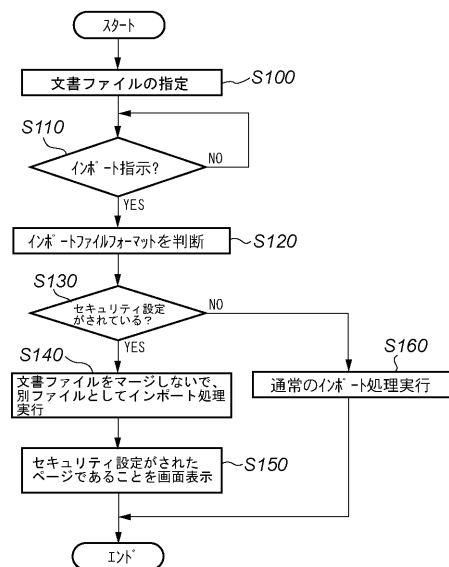 スタート
文書ファイルの指定
S100
S110
インポート指示?
NO
YES
インポートファイルフォーマットを判断
S120
S130
セキュリティ設定
がされている?
NO
YES
S140
文書ファイルをマージしないで、
別ファイルとしてインポート処理
実行
S160
通常のインポート処理実行
セキュリティ設定がされた
ページであることを画面表示
S150
エンド